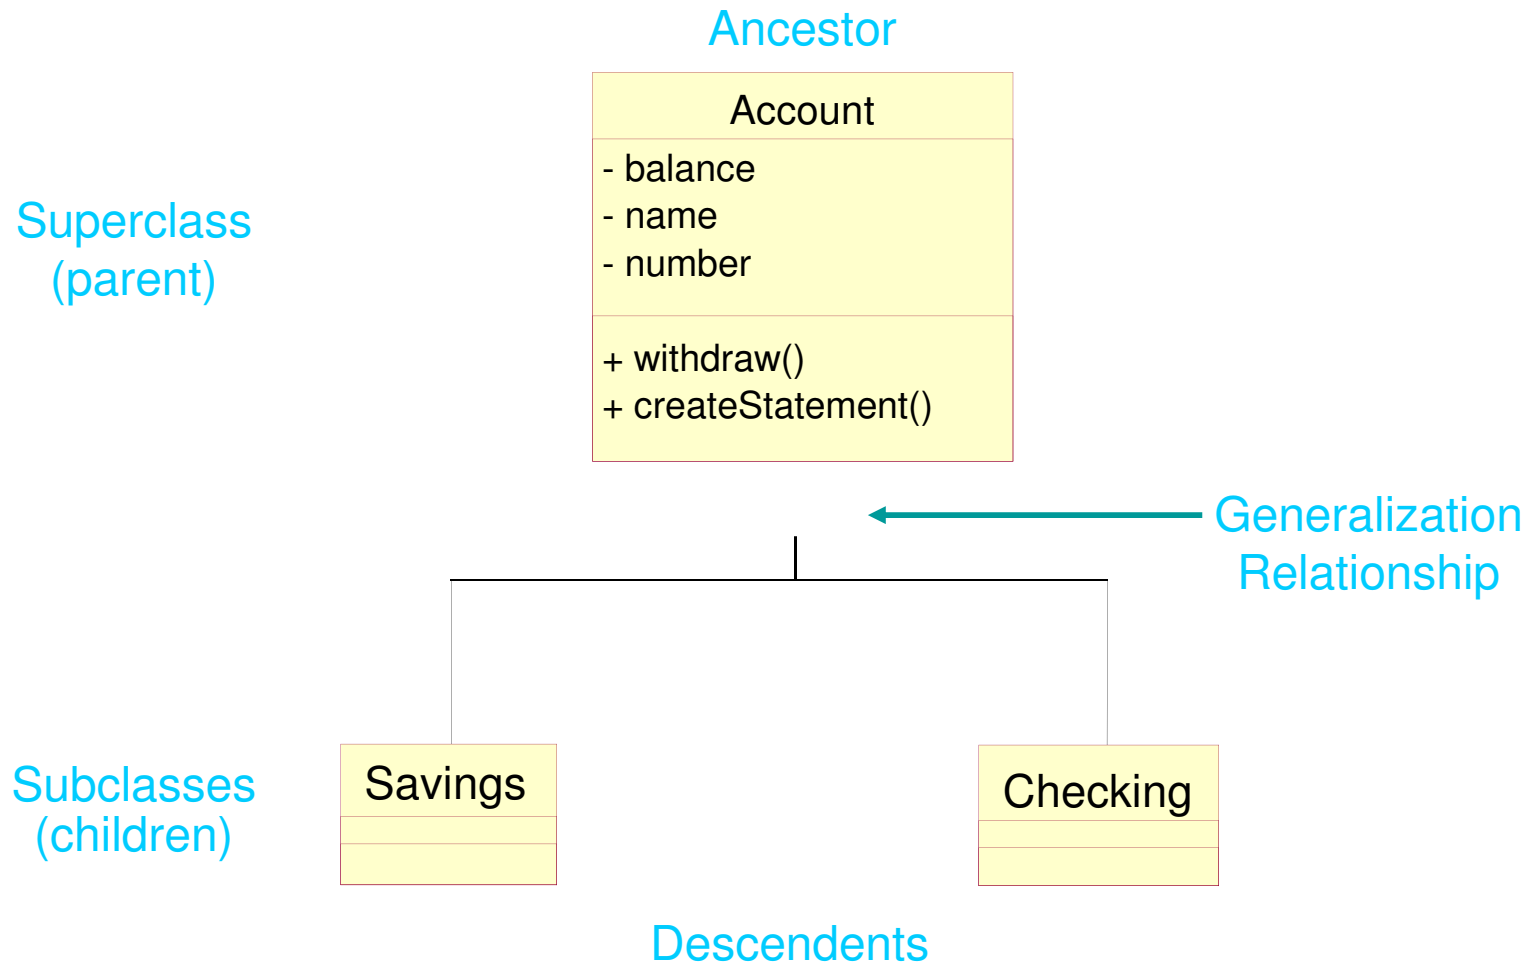 Ancestor
Account
- balance
- name
- number
Superclass
(parent)
+ withdraw()
+ createStatement()
Generalization
Relationship
Subclasses
(children)
Savings
Checking
Descendents